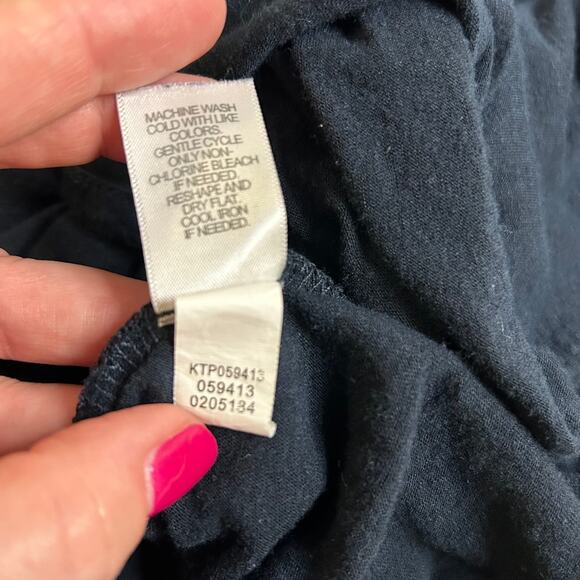 MACHINE WASH
COLD WITH LIKE
COLORS.
GENTLE CYCLE
ONLY NON-
CHLORINE BLEACH
IF NEEDED.
RESHAPE AND
DRY FLAT.
COOL IRON
IF NEEDED.
KTP059413
059413
0205184